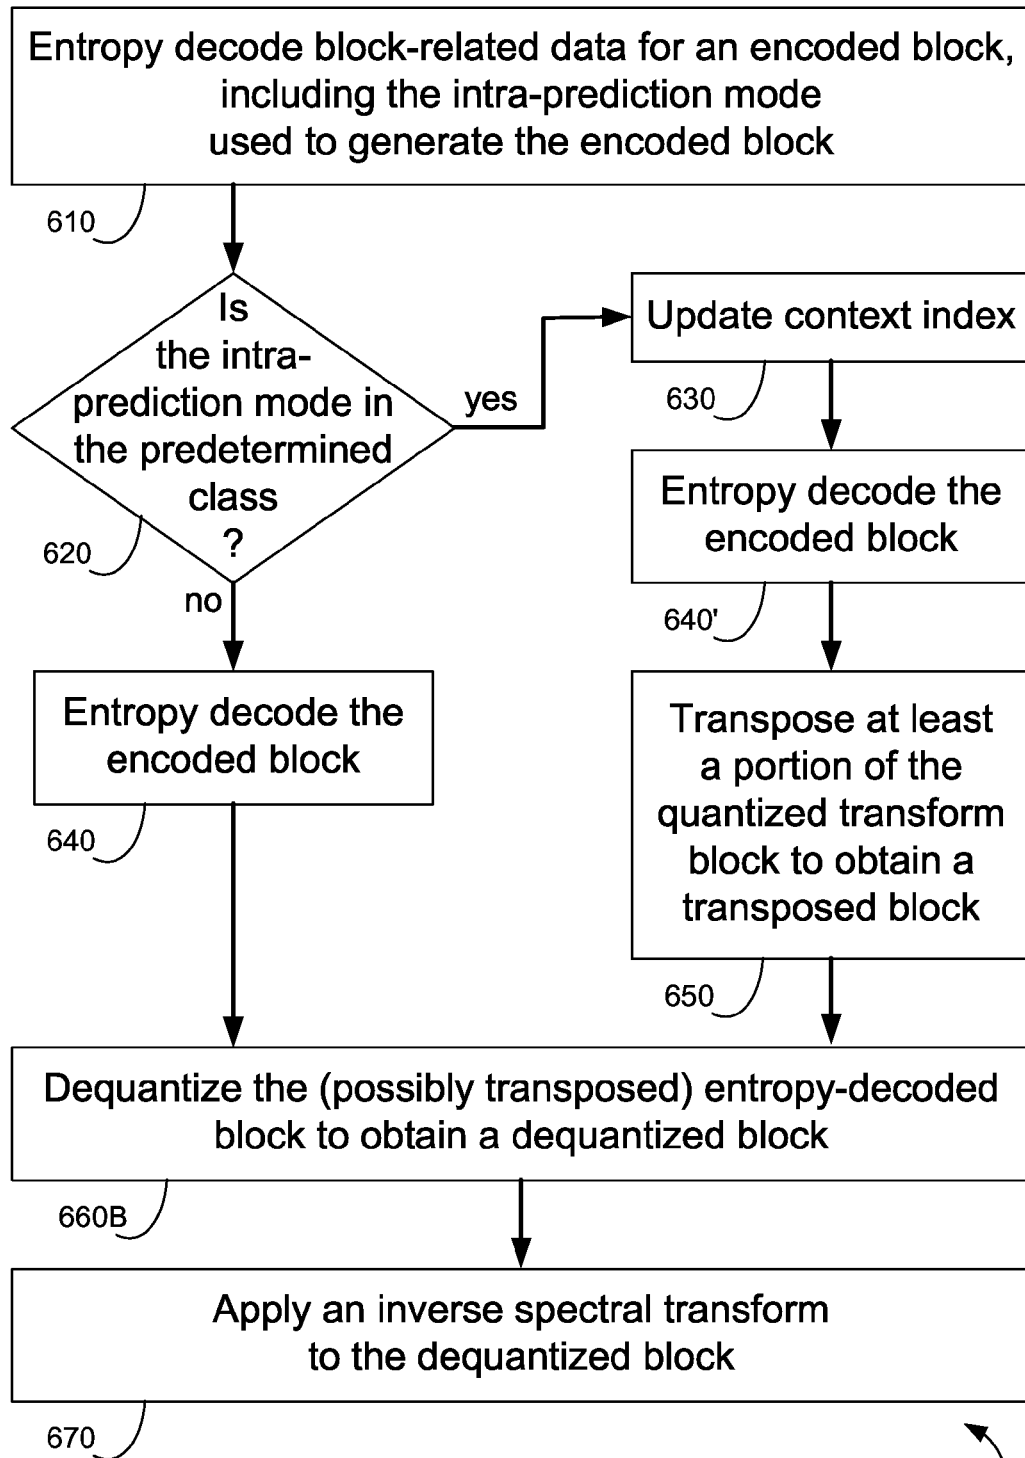 Entropy decode block-related data for an encoded block,
including the intra-prediction mode
used to generate the encoded block
610
Is
the intra-
prediction mode in
the predetermined
class
?
620
yes
no
Update context index
630
Entropy decode the
encoded block
640'
Entropy decode the
encoded block
640
Transpose at least
a portion of the
quantized transform
block to obtain a
transposed block
650
Dequantize the (possibly transposed) entropy-decoded
block to obtain a dequantized block
660B
Apply an inverse spectral transform
to the dequantized block
670